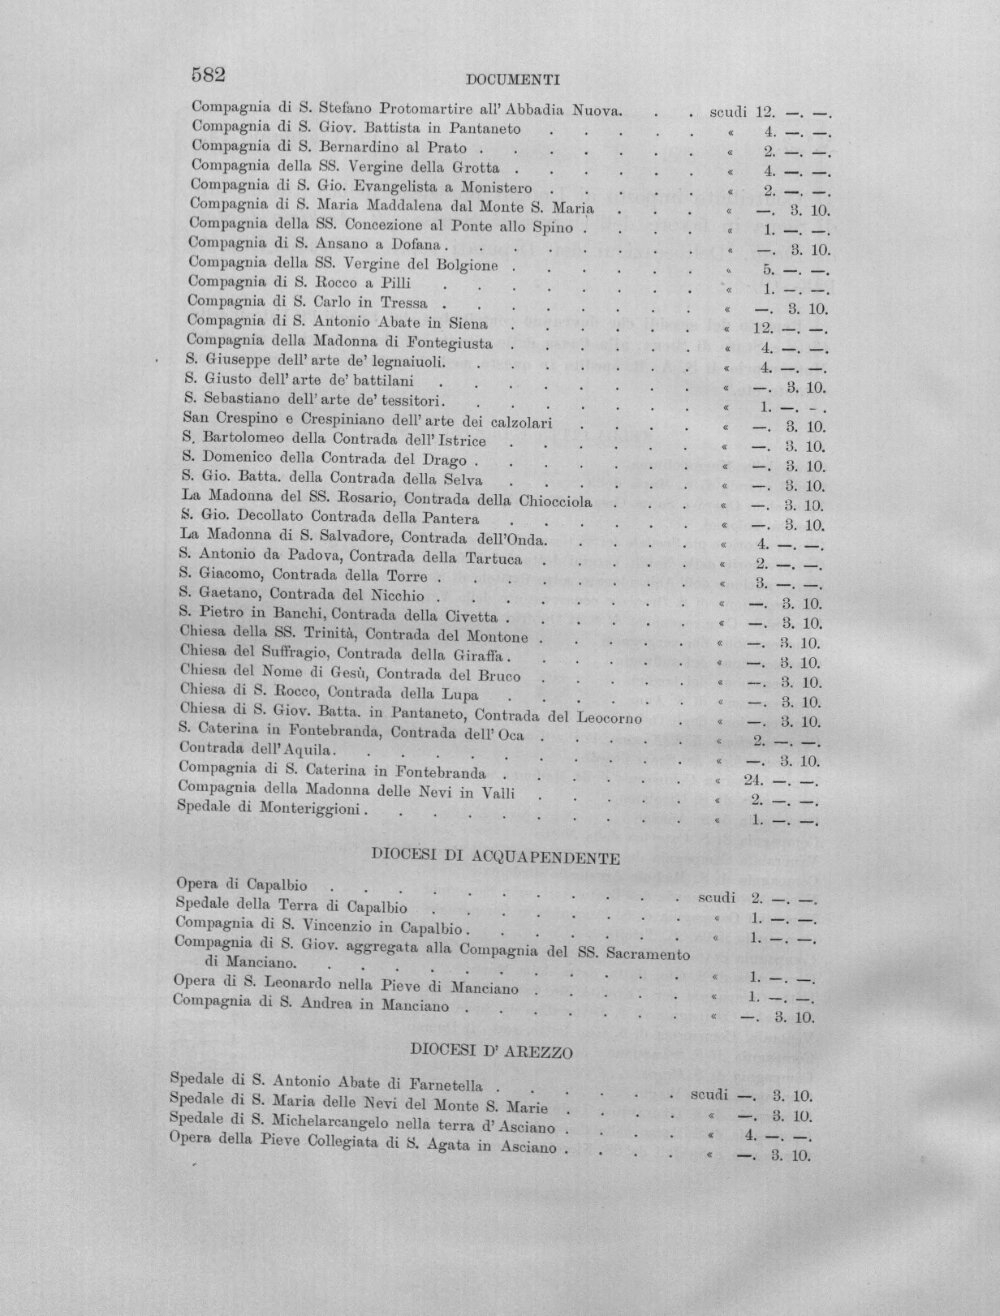 582
DOCUMENTI
Compagnia di S. Stefano Protomartire all' Abbadia Nuova. . . scudi 12. —. —.
Compagnia di S. Giov. Battista in Pantaneto . . . . . « 4. —. —.
Compagnia di S. Bernardino al Prato . . . . . . . « 2. —. —.
Compagnia della SS. Vergine della Grotta . . . . . . « 4. —. —.
Compagnia di S. Gio. Evangelista a Monistero . . . . . « 2. —. —.
Compagnia di S. Maria Maddalena dal Monte S. Maria . . . « —. 3. 10.
Compagnia della SS. Concezione al Ponte allo Spino . . . . « 1. —. —.
Compagnia di S. Ansano a Dofana . . . . . . . . « —. 3. 10.
Compagnia della SS. Vergine del Bolgione . . . . . . « 5. —. —.
Compagnia di S. Rocco a Pilli . . . . . . . . « 1. —. —.
Compagnia di S. Carlo in Tressa . . . . . . . . « —. 3. 10.
Compagnia di S. Antonio Abate in Siena . . . . . . « 12. —. —.
Compagnia della Madonna di Fontegiusta . . . . . . « 4. —. —.
S. Giuseppe dell' arte de' legnaiuoli. . . . . . . . « 4. —. —.
S. Giusto dell' arte de' battilani . . . . . . . . « —. 3. 10.
S. Sebastiano dell' arte de' tessitori. . . . . . . . « 1. —. – .
San Crespino e Crespiniano dell' arte dei calzolari . . . . « —. 3. 10.
S. Bartolomeo della Contrada dell' Istrice . . . . . . « —. 3. 10.
S. Domenico della Contrada del Drago . . . . . . . « —. 3. 10.
S. Gio. Batta. della Contrada della Selva . . . . . . « —. 3. 10.
La Madonna del SS. Rosario, Contrada della Chiocciola . . . « —. 3. 10.
S. Gio. Decollato Contrada della Pantera . . . . . . « —. 3. 10.
La Madonna di S. Salvadore, Contrada dell'Onda. . . . . « 4. —. —.
S. Antonio da Padova, Contrada della Tartuca . . . . . « 2. —. —.
S. Giacomo, Contrada della Torre . . . . . . . . « 3. —. —.
S. Gaetano, Contrada del Nicchio . . . . . . . . « —. 3. 10.
S. Pietro in Banchi, Contrada della Civetta . . . . . . « —. 3. 10.
Chiesa della SS. Trinità, Contrada del Montone . . . . . « —. 3. 10.
Chiesa del Suffragio, Contrada della Giraffa . . . . . . « —. 3. 10.
Chiesa del Nome di Gesù, Contrada del Bruco . . . . . « —. 3. 10.
Chiesa di S. Rocco, Contrada della Lupa . . . . . . « —. 3. 10.
Chiesa di S. Giov. Batta. in Pantaneto, Contrada del Leocorno . « —. 3. 10.
S. Caterina in Fontebranda, Contrada dell' Oca . . . . . « 2. —. —.
Contrada dell' Aquila. . . . . . . . . . . « —. 3. 10.
Compagnia di S. Caterina in Fontebranda . . . . . . « 24. —. —.
Compagnia della Madonna delle Nevi in Valli . . . . . « 2. —. —.
Spedale di Monteriggioni . . . . . . . . . . « 1. —. —.
DIOCESI DI ACQUAPENDENTE
Opera di Capalbio . . . . . . . . . . . scudi 2. —. —.
Spedale della Terra di Capalbio . . . . . . . . « 1. —. —.
Compagnia di S. Vincenzio in Capalbio . . . . . . . « 1. —. —.
Compagnia di S. Giov. aggregata alla Compagnia del SS. Sacramento
di Manciano. . . . . . . . . . . . « 1. —. —.
Opera di S. Leonardo nella Pieve di Manciano . . . . . « 1. —. —.
Compagnia di S. Andrea in Manciano . . . . . . . « —. 3. 10.
DIOCESI D' AREZZO
Spedale di S. Antonio Abate di Farnetella . . . . . . scudi —. 3. 10.
Spedale di S. Maria delle Nevi del Monte S. Marie . . . . « —. 3. 10.
Spedale di S. Michelarcangelo nella terra d' Asciano . . . . « 4. —. —.
Opera della Pieve Collegiata di S. Agata in Asciano . . . . « —. 3. 10.